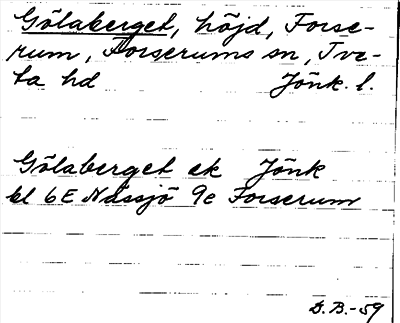 Gölaberget, höjd, Forse-
rum, Forserums sn, Tve-
ta hd Jönk. l.
Gölaberget ek Jönk
bl 6E Nässjö 9e Forserum
D.B.-59